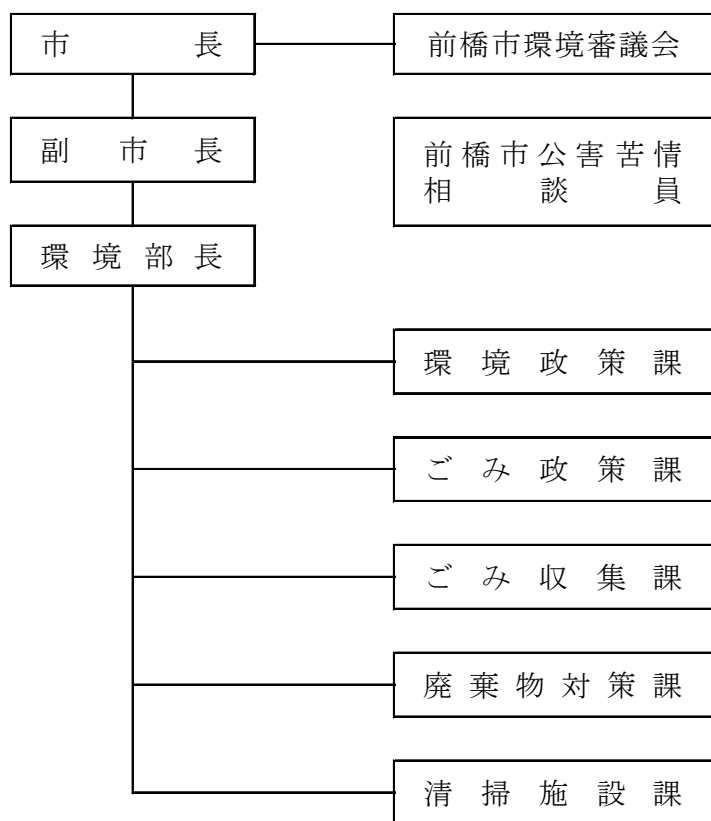 市長
前橋市環境審議会
副市長
前橋市公害苦情
相談員
環境部長
環境政策課
ごみ政策課
ごみ収集課
廃棄物対策課
清掃施設課